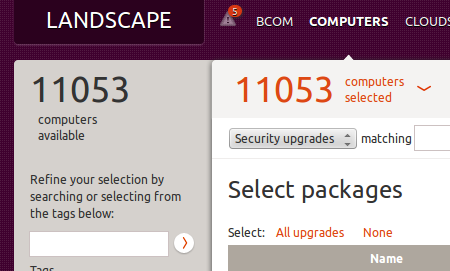 LANDSCAPE
5
BCOM COMPUTERS CLOUDS
11053
computers
available
Refine your selection by
searching or selecting from
the tags below:
Tags
11053 computers
selected
Security upgrades matching
Select packages
Select: All upgrades None
Name